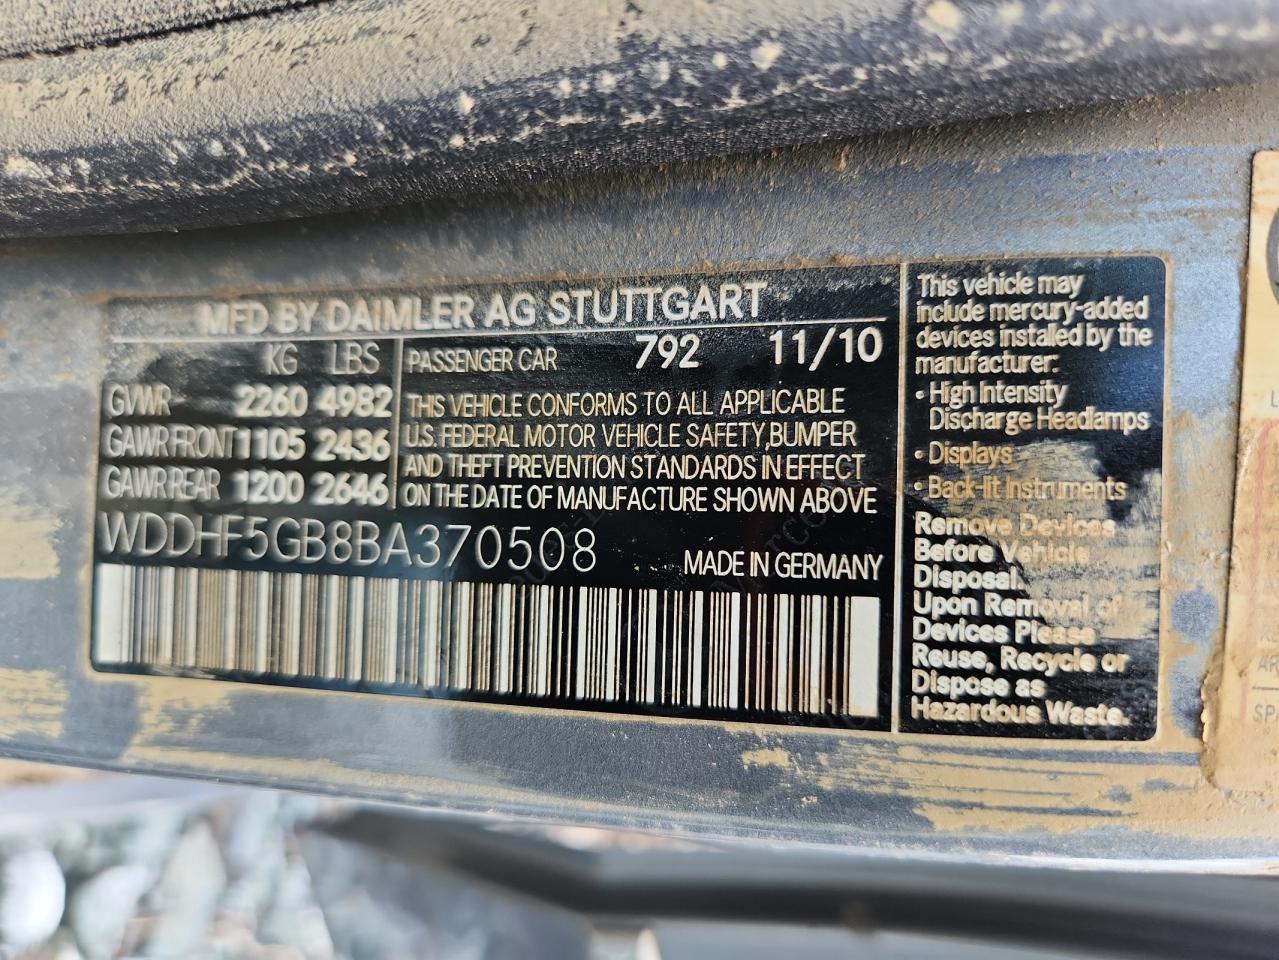 MFD BY DAIMLER AG STUTTGART
KG LBS
GVWR 2260 4982
GAWR FRONT 1105 2436
GAWR REAR 1200 2646
PASSENGER CAR 792 11/10
THIS VEHICLE CONFORMS TO ALL APPLICABLE
U.S. FEDERAL MOTOR VEHICLE SAFETY,BUMPER
AND THEFT PREVENTION STANDARDS IN EFFECT
ON THE DATE OF MANUFACTURE SHOWN ABOVE
WDDHF5GB8BA370508
MADE IN GERMANY
This vehicle may
include mercury-added
devices installed by the
manufacturer:
• High Intensity
Discharge Headlamps
• Displays
• Back-lit Instruments
Remove Devices
Before Vehicle
Disposal.
Upon Removal of
Devices Please
Reuse, Recycle or
Dispose as
Hazardous Waste.